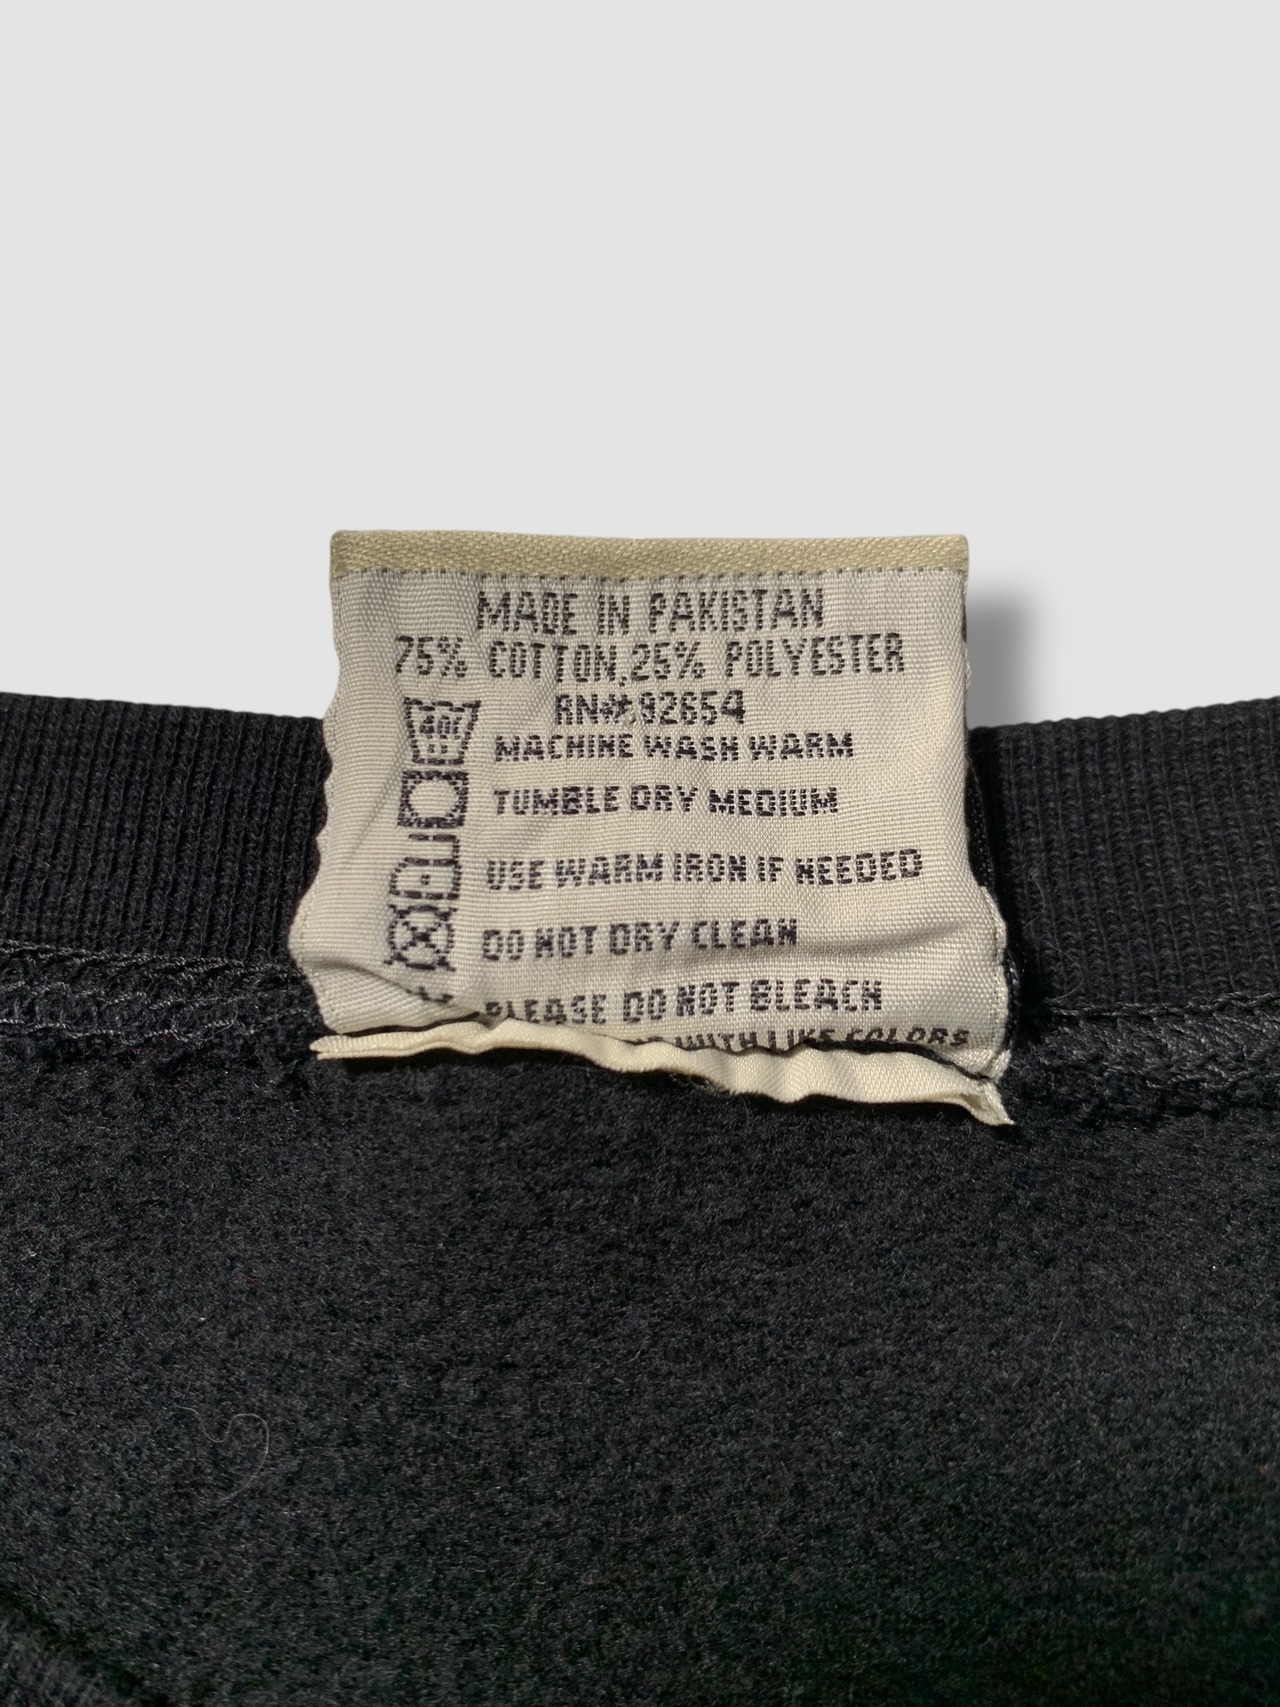 MADE IN PAKISTAN
75% COTTON,25% POLYESTER
RN# 92654
40C
MACHINE WASH WARM
TUMBLE DRY MEDIUM
USE WARM IRON IF NEEDED
DO NOT DRY CLEAN
PLEASE DO NOT BLEACH
WITH LIKE COLORS